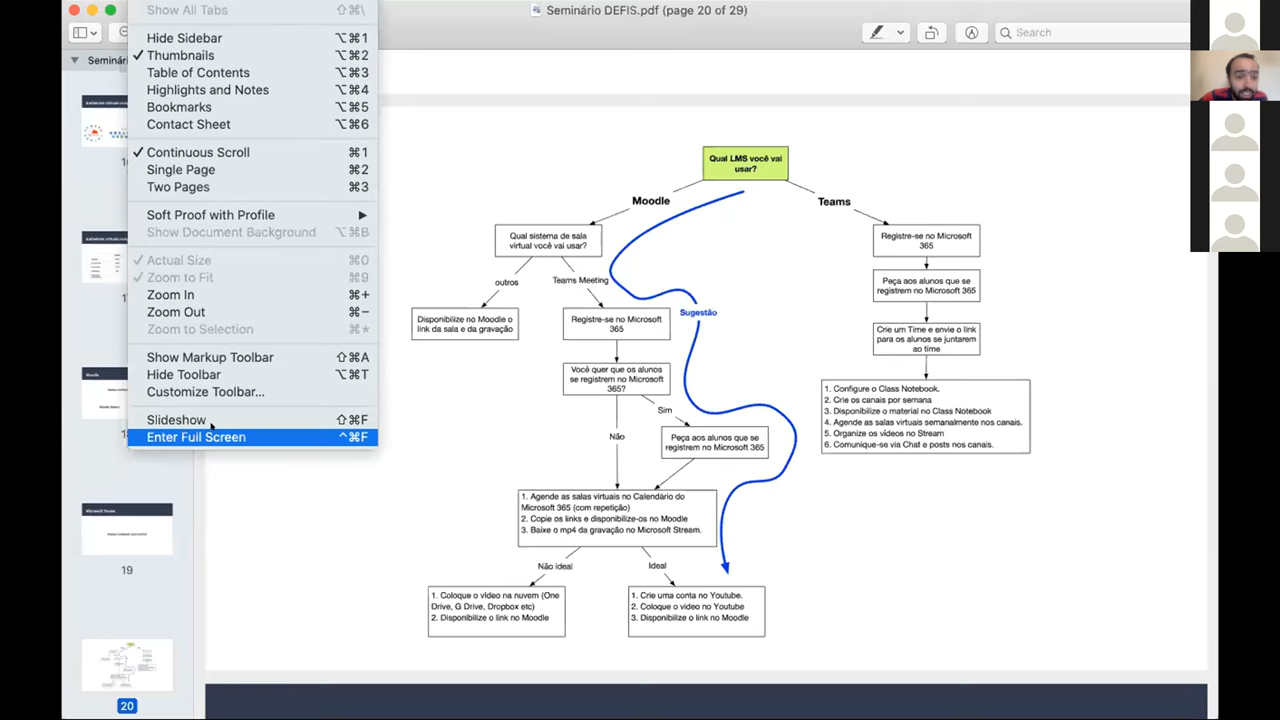 Seminário DEFIS.pdf (page 20 of 29)
Search
Seminári
Show All Tabs ⇧⌘\
Hide Sidebar ⌥⌘1
✓ Thumbnails ⌥⌘2
Table of Contents ⌥⌘3
Highlights and Notes ⌥⌘4
Bookmarks ⌥⌘5
Contact Sheet ⌥⌘6
✓ Continuous Scroll ⌘1
Single Page ⌘2
Two Pages ⌘3
Soft Proof with Profile
Show Document Background ⌥⌘B
✓ Actual Size ⌘0
✓ Zoom to Fit ⌘9
Zoom In ⌘+
Zoom Out ⌘−
Zoom to Selection ⌘*
Show Markup Toolbar ⇧⌘A
Hide Toolbar ⌥⌘T
Customize Toolbar...
Slideshow ⇧⌘F
Enter Full Screen ^⌘F
Moodle
Microsoft Teams
19
20
Qual LMS você vai
usar?
Moodle
Teams
Qual sistema de sala
virtual você vai usar?
outros
Teams Meeting
Disponibilize no Moodle o
link da sala e da gravação
Registre-se no Microsoft
365
Sugestão
Você quer que os alunos
se registrem no Microsoft
365?
Sim
Não
Peça aos alunos que se
registrem no Microsoft 365
1. Agende as salas virtuais no Calendário do
Microsoft 365 (com repetição)
2. Copie os links e disponibilize-os no Moodle
3. Baixe o mp4 da gravação no Microsoft Stream.
Não ideal
Ideal
1. Coloque o vídeo na nuvem (One
Drive, G Drive, Dropbox etc)
2. Disponibilize o link no Moodle
1. Crie uma conta no Youtube.
2. Coloque o vídeo no Youtube
3. Disponibilize o link no Moodle
Registre-se no Microsoft
365
Peça aos alunos que se
registrem no Microsoft 365
Crie um Time e envie o link
para os alunos se juntarem
ao time
1. Configure o Class Notebook.
2. Crie os canais por semana
3. Disponibilize o material no Class Notebook
4. Agende as salas virtuais semanalmente nos canais.
5. Organize os vídeos no Stream
6. Comunique-se via Chat e posts nos canais.